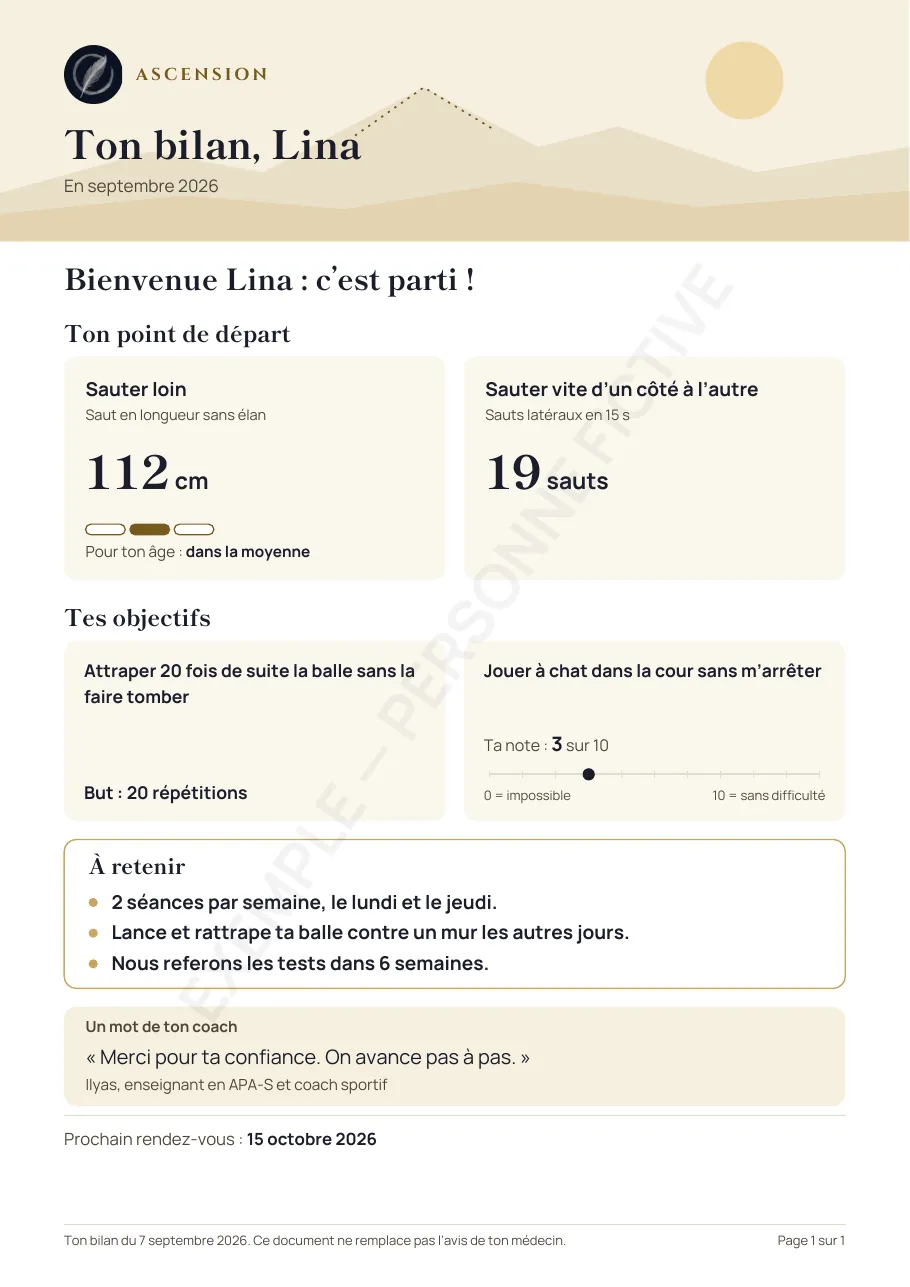 ASCENSION
Ton bilan, Lina
En septembre 2026
Bienvenue Lina : c’est parti !
Ton point de départ
Sauter loin
Saut en longueur sans élan
112 cm
Pour ton âge : dans la moyenne
Sauter vite d’un côté à l’autre
Sauts latéraux en 15 s
19 sauts
Tes objectifs
Attraper 20 fois de suite la balle sans la
faire tomber
But : 20 répétitions
Jouer à chat dans la cour sans m’arrêter
Ta note : 3 sur 10
0 = impossible
10 = sans difficulté
À retenir
2 séances par semaine, le lundi et le jeudi.
Lance et rattrape ta balle contre un mur les autres jours.
Nous referons les tests dans 6 semaines.
Un mot de ton coach
« Merci pour ta confiance. On avance pas à pas. »
Ilyas, enseignant en APA-S et coach sportif
Prochain rendez-vous : 15 octobre 2026
Ton bilan du 7 septembre 2026. Ce document ne remplace pas l’avis de ton médecin.
Page 1 sur 1
EXEMPLE — PERSONNE FICTIVE